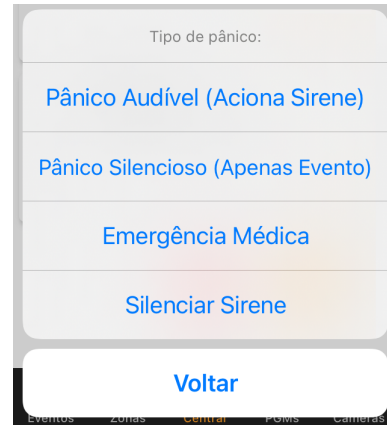 Tipo de pânico:
Pânico Audível (Aciona Sirene)
Pânico Silencioso (Apenas Evento)
Emergência Médica
Silenciar Sirene
Voltar
Eventos Zonas Central PGMs Câmeras